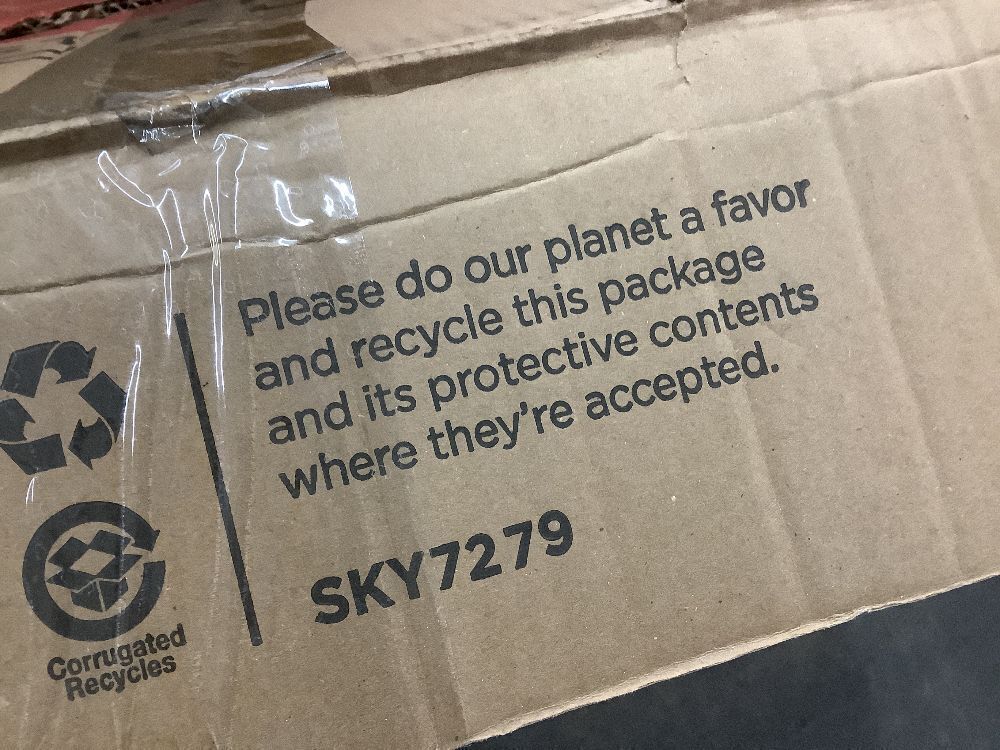 Please do our planet a favor
and recycle this package
and its protective contents
where they're accepted.
SKY7279
Corrugated
Recycles